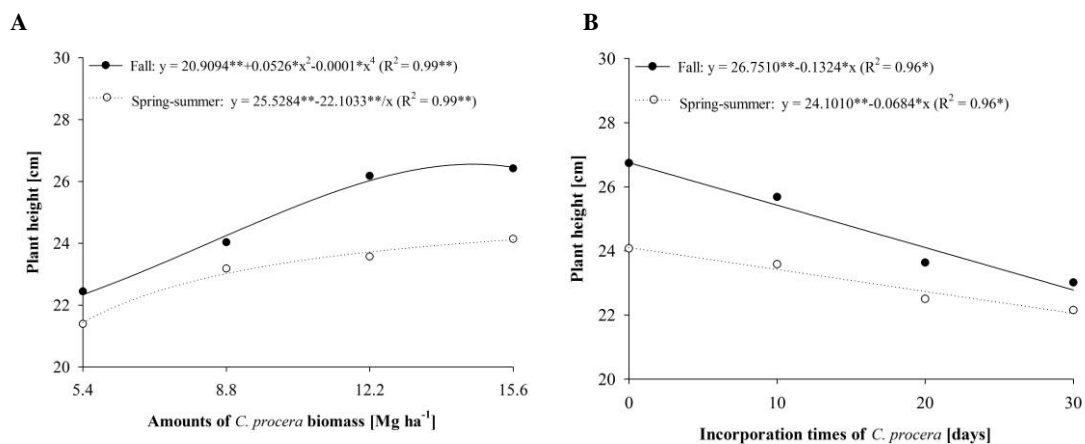 A
Fall: y = 20.9094**+0.0526*x²-0.0001*x⁴ (R² = 0.99**)
Spring-summer: y = 25.5284**-22.1033**/x (R² = 0.99**)
Plant height [cm]
30
28
26
24
22
20
5.4 8.8 12.2 15.6
Amounts of C. procera biomass [Mg ha⁻¹]
B
Fall: y = 26.7510**-0.1324*x (R² = 0.96*)
Spring-summer: y = 24.1010**-0.0684*x (R² = 0.96*)
Plant height [cm]
30
28
26
24
22
20
0 10 20 30
Incorporation times of C. procera [days]